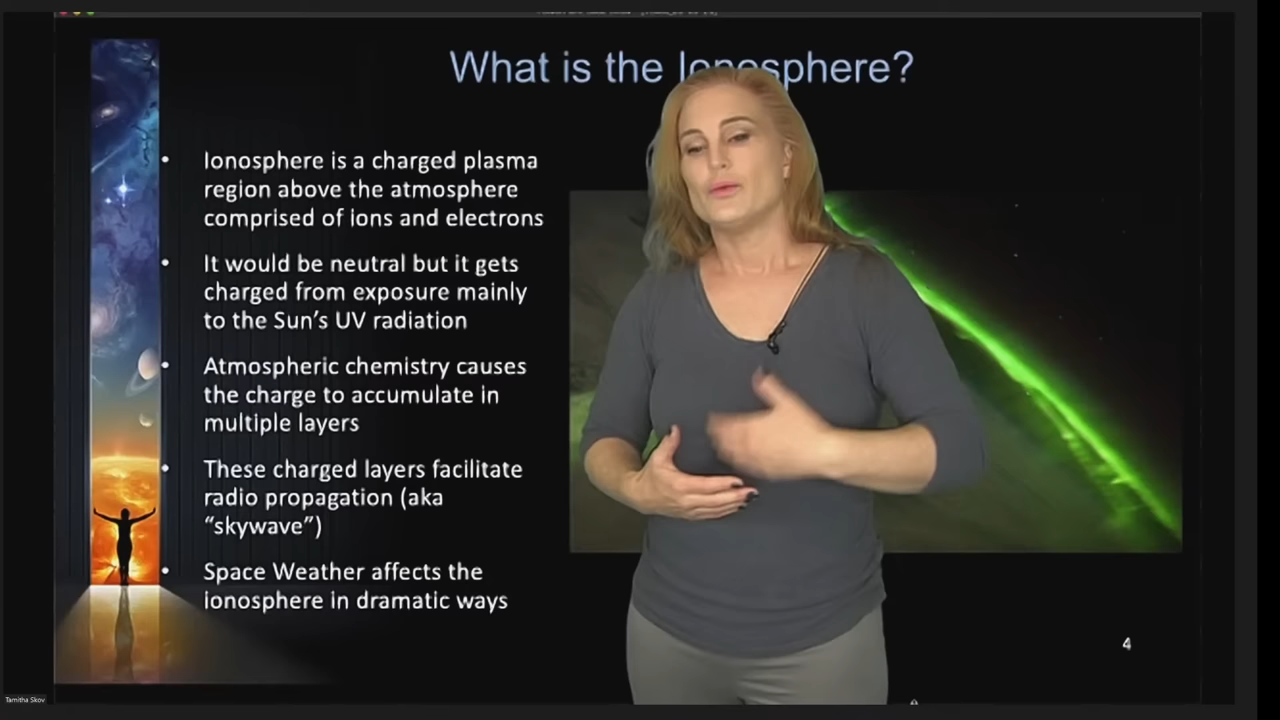 What is the Ionosphere?
• Ionosphere is a charged plasma
region above the atmosphere
comprised of ions and electrons
• It would be neutral but it gets
charged from exposure mainly
to the Sun's UV radiation
• Atmospheric chemistry causes
the charge to accumulate in
multiple layers
• These charged layers facilitate
radio propagation (aka
“skywave”)
• Space Weather affects the
ionosphere in dramatic ways
4
Tamitha Skov